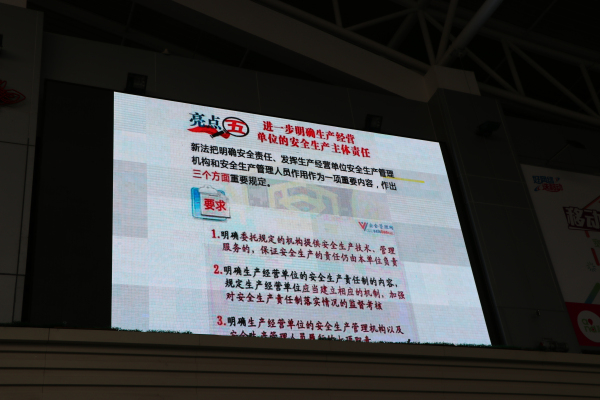 亮点五
进一步明确生产经营
单位的安全生产主体责任
新法把明确安全责任、发挥生产经营单位安全生产管理
机构和安全生产管理人员作用作为一项重要内容，作出
三个方面重要规定。
要求
1.明确委托规定的机构提供安全生产技术、管理
服务的，保证安全生产的责任仍由本单位负责
2.明确生产经营单位的安全生产责任制的内容，
规定生产经营单位应当建立相应的机制，加强
对安全生产责任制落实情况的监督考核
3.明确生产经营单位的安全生产管理机构以及